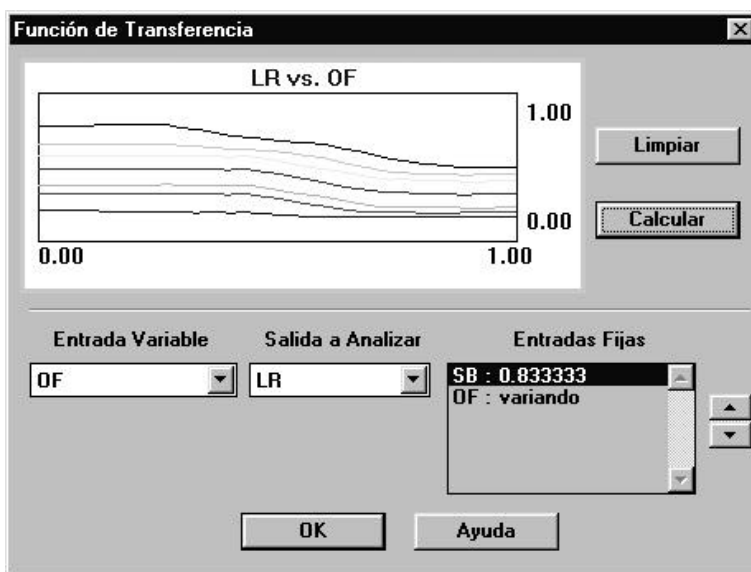 Función de Transferencia
LR vs. OF
1.00
0.00
0.00
1.00
Limpiar
Calcular
Entrada Variable
Salida a Analizar
Entradas Fijas
OF
LR
SB : 0.833333
OF : variando
OK
Ayuda